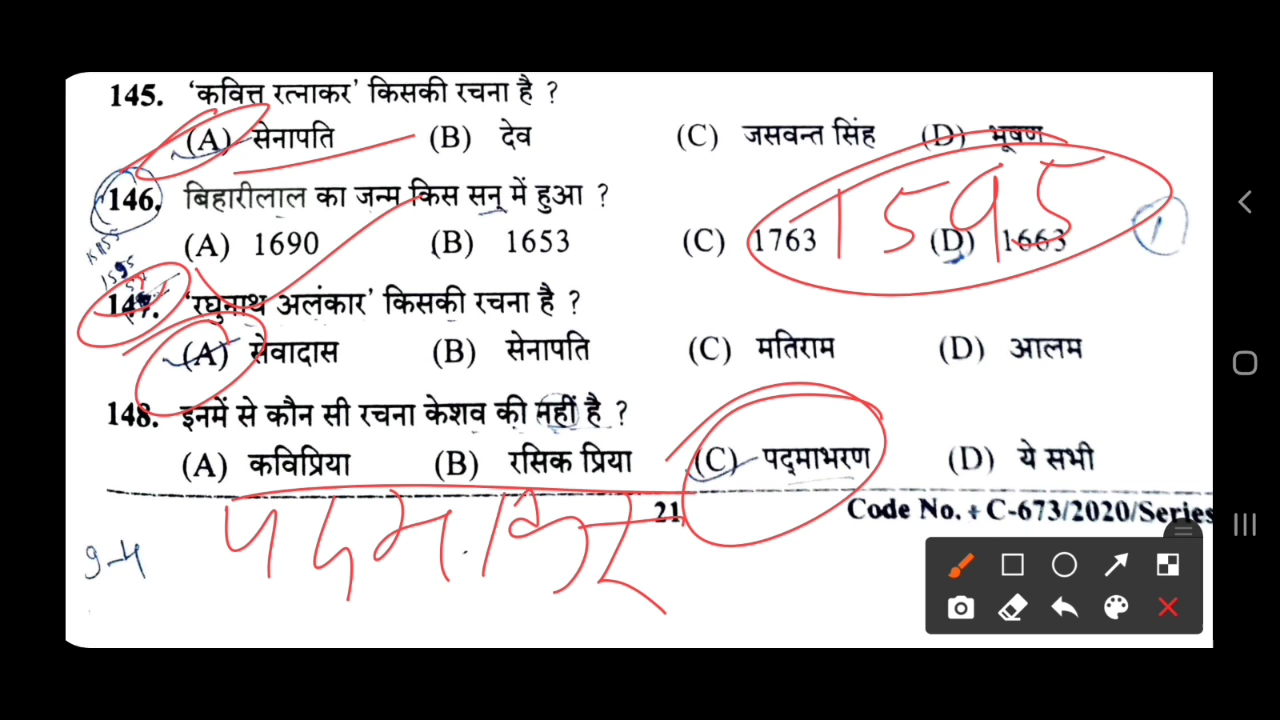 145. 'कवित्त रत्नाकर' किसकी रचना है ?
(A) सेनापति (B) देव (C) जसवन्त सिंह (D) भूषण
146. बिहारीलाल का जन्म किस सन् में हुआ ?
(A) 1690 (B) 1653 (C) 1763 (D) 1663
1595
1595
147. 'रघुनाथ अलंकार' किसकी रचना है ?
(A) सेवादास (B) सेनापति (C) मतिराम (D) आलम
148. इनमें से कौन सी रचना केशव की नहीं है ?
(A) कविप्रिया (B) रसिक प्रिया (C) पद्माभरण (D) ये सभी
21 Code No. + C-673/2020/Series
पदमाकर